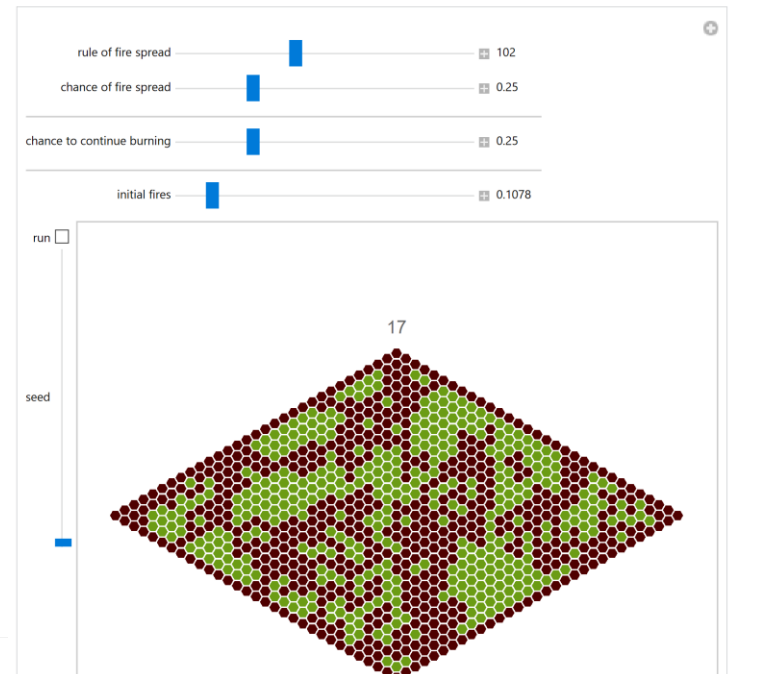 rule of fire spread 102
chance of fire spread 0.25
chance to continue burning 0.25
initial fires 0.1078
run
17
seed